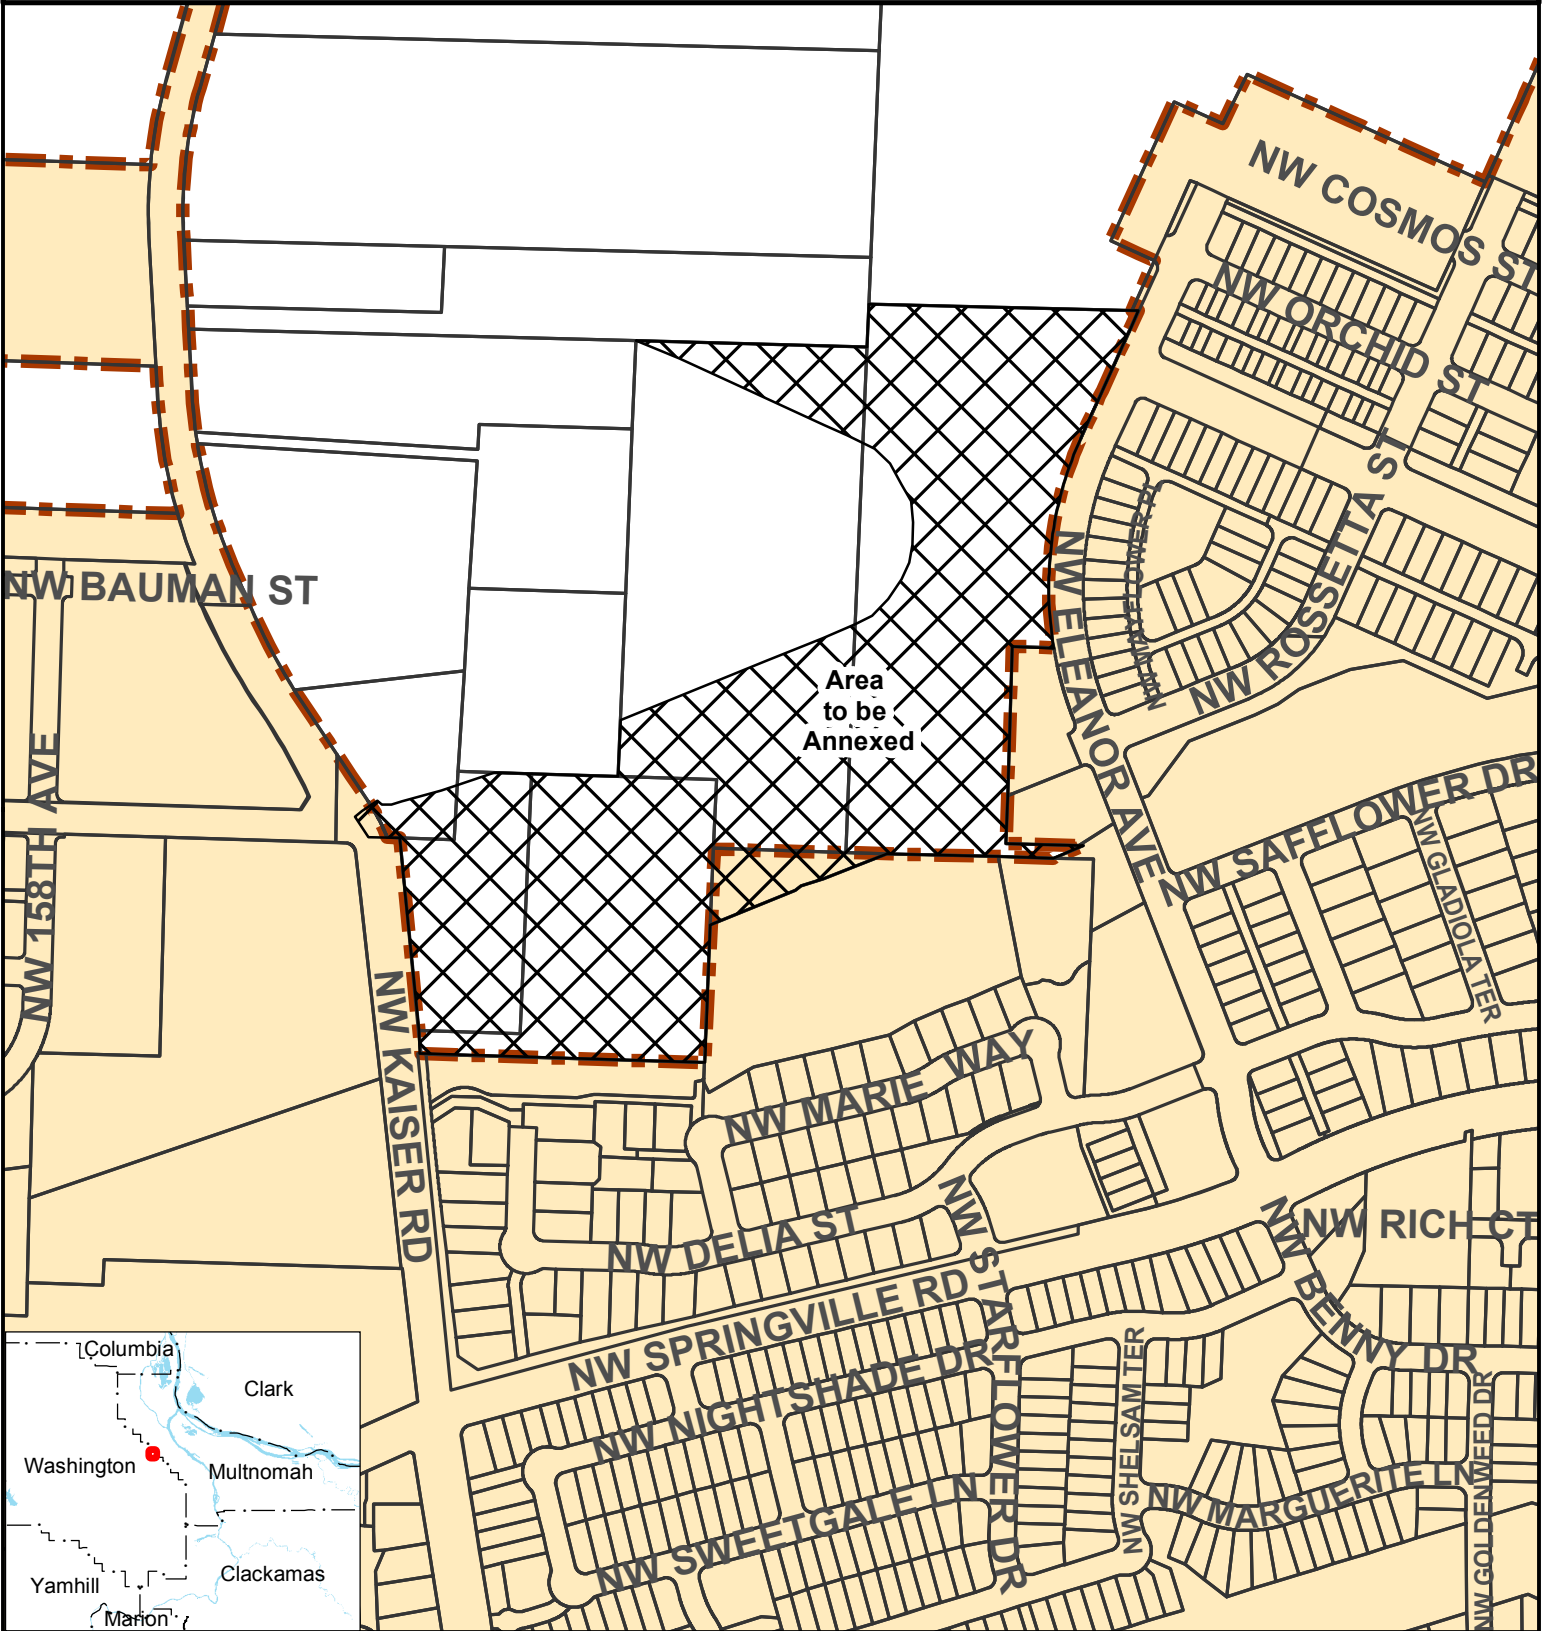 NW COSMOS ST
NW ORCHID ST
NW MAYFLOWER PL
NW ROSSETTA ST
NW BAUMAN ST
NW ELEANOR AVE
Area
to be
Annexed
NW 158TH AVE
NW SAFFLOWER DR
NW GLADIOLA TER
NW KAISER RD
NW MARIE WAY
NW DELIA ST
NW STARFLOWER DR
NW RICH CT
NW BENNY DR
NW SPRINGVILLE RD
NW NIGHTSHADE DR
NW SHELSAM TER
NW GOLDENWEED DR
NW MARGUERITE LN
NW SWEETGALE LN
Columbia
Clark
Washington
Multnomah
Yamhill
Clackamas
Marion